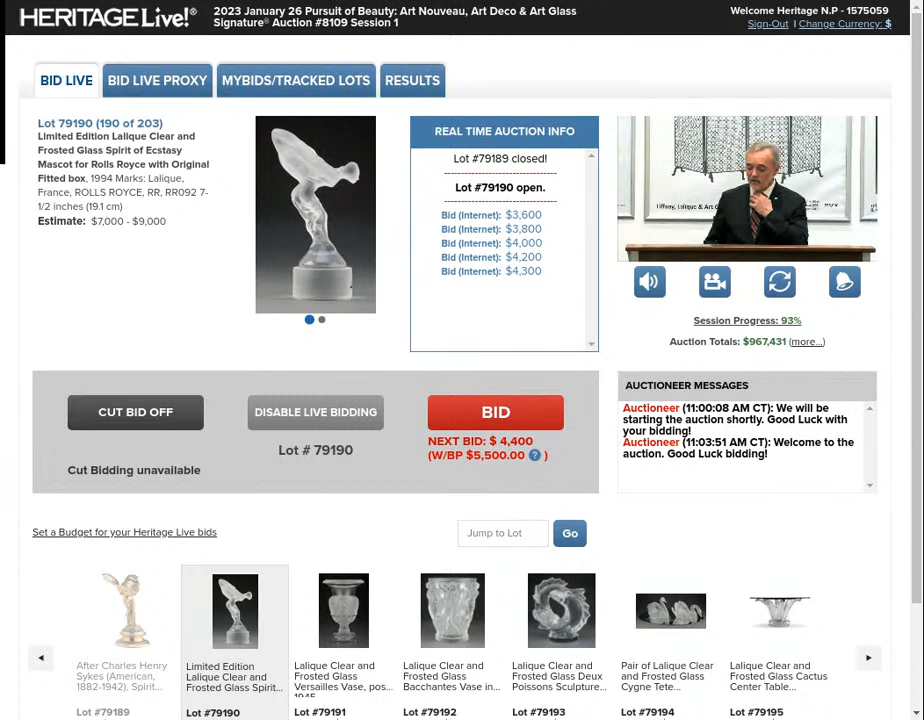 HERITAGE Live!®
2023 January 26 Pursuit of Beauty: Art Nouveau, Art Deco & Art Glass
Signature® Auction #8109 Session 1
Welcome Heritage N.P - 1575059
Sign-Out | Change Currency: $
BID LIVE
BID LIVE PROXY
MYBIDS/TRACKED LOTS
RESULTS
Lot 79190 (190 of 203)
Limited Edition Lalique Clear and
Frosted Glass Spirit of Ecstasy
Mascot for Rolls Royce with Original
Fitted box, 1994 Marks: Lalique,
France, ROLLS ROYCE, RR, RR092 7-
1/2 inches (19.1 cm)
Estimate: $7,000 - $9,000
REAL TIME AUCTION INFO
Lot #79189 closed!
Lot #79190 open.
Bid (Internet): $3,600
Bid (Internet): $3,800
Bid (Internet): $4,000
Bid (Internet): $4,200
Bid (Internet): $4,300
Tiffany, Lalique & Art
Session Progress: 93%
Auction Totals: $967,431 (more...)
CUT BID OFF
Cut Bidding unavailable
DISABLE LIVE BIDDING
Lot # 79190
BID
NEXT BID: $ 4,400
(W/BP $5,500.00 ? )
AUCTIONEER MESSAGES
Auctioneer (11:00:08 AM CT): We will be
starting the auction shortly. Good Luck with
your bidding!
Auctioneer (11:03:51 AM CT): Welcome to the
auction. Good Luck bidding!
Set a Budget for your Heritage Live bids
Jump to Lot
Go
After Charles Henry
Sykes (American,
1882-1942), Spirit...
Lot #79189
Limited Edition
Lalique Clear and
Frosted Glass Spirit...
Lot #79190
Lalique Clear and
Frosted Glass
Versailles Vase, pos...
1945
Lot #79191
Lalique Clear and
Frosted Glass
Bacchantes Vase in...
Lot #79192
Lalique Clear and
Frosted Glass Deux
Poissons Sculpture...
Lot #79193
Pair of Lalique Clear
and Frosted Glass
Cygne Tete...
Lot #79194
Lalique Clear and
Frosted Glass Cactus
Center Table...
Lot #79195